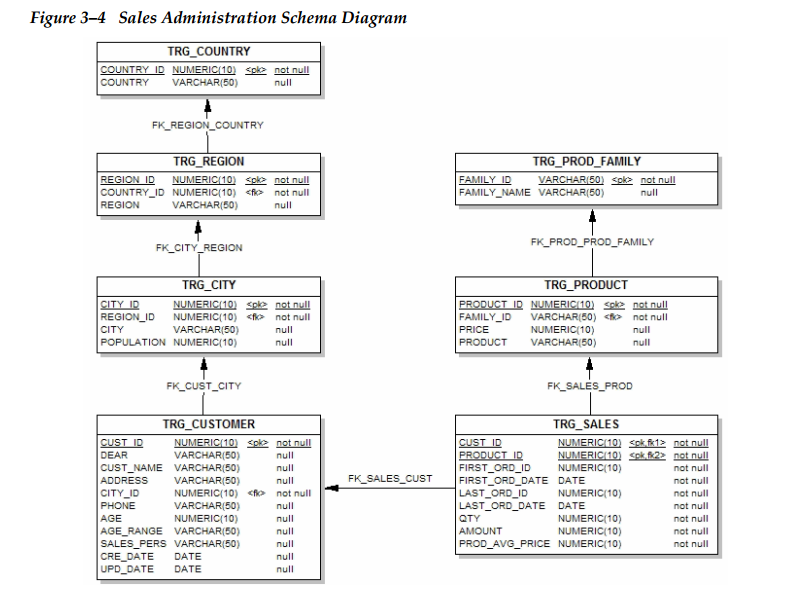 Figure 3–4 Sales Administration Schema Diagram
TRG_COUNTRY
COUNTRY_ID NUMERIC(10) <pk> not null
COUNTRY VARCHAR(50) null
FK_REGION_COUNTRY
TRG_REGION
REGION_ID NUMERIC(10) <pk> not null
COUNTRY_ID NUMERIC(10) <fk> not null
REGION VARCHAR(50) null
FK_CITY_REGION
TRG_CITY
CITY_ID NUMERIC(10) <pk> not null
REGION_ID NUMERIC(10) <fk> not null
CITY VARCHAR(50) null
POPULATION NUMERIC(10) null
FK_CUST_CITY
TRG_CUSTOMER
CUST_ID NUMERIC(10) <pk> not null
DEAR VARCHAR(50) null
CUST_NAME VARCHAR(50) null
ADDRESS VARCHAR(50) null
CITY_ID NUMERIC(10) <fk> not null
PHONE VARCHAR(50) null
AGE NUMERIC(10) null
AGE_RANGE VARCHAR(50) null
SALES_PERS VARCHAR(50) null
CRE_DATE DATE null
UPD_DATE DATE null
FK_SALES_CUST
TRG_PROD_FAMILY
FAMILY_ID VARCHAR(50) <pk> not null
FAMILY_NAME VARCHAR(50) null
FK_PROD_PROD_FAMILY
TRG_PRODUCT
PRODUCT_ID NUMERIC(10) <pk> not null
FAMILY_ID VARCHAR(50) <fk> not null
PRICE NUMERIC(10) null
PRODUCT VARCHAR(50) null
FK_SALES_PROD
TRG_SALES
CUST_ID NUMERIC(10) <pk,fk1> not null
PRODUCT_ID NUMERIC(10) <pk,fk2> not null
FIRST_ORD_ID NUMERIC(10) not null
FIRST_ORD_DATE DATE not null
LAST_ORD_ID NUMERIC(10) not null
LAST_ORD_DATE DATE not null
QTY NUMERIC(10) not null
AMOUNT NUMERIC(10) not null
PROD_AVG_PRICE NUMERIC(10) not null